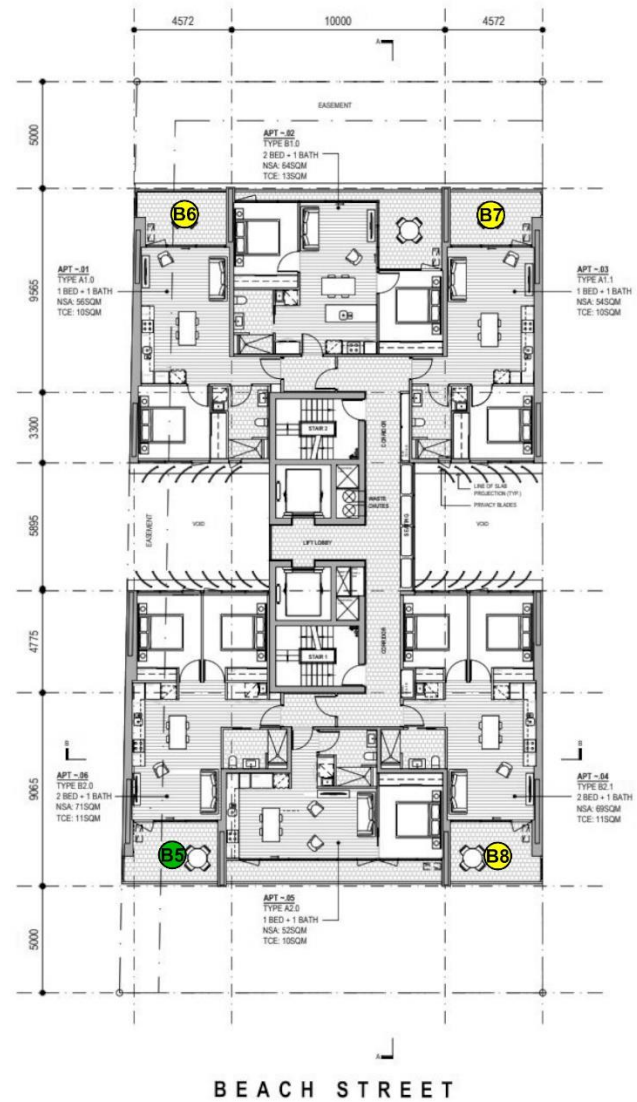 4572
10000
4572
A
5000
EASEMENT
APT ~.02
TYPE B1.0
2 BED + 1 BATH
NSA: 64SQM
TCE: 13SQM
B6
B7
APT ~.01
TYPE A1.0
1 BED + 1 BATH
NSA: 56SQM
TCE: 10SQM
9565
APT ~.03
TYPE A1.1
1 BED + 1 BATH
NSA: 54SQM
TCE: 10SQM
3300
STAIR 2
CORRIDOR
EASEMENT
VOID
5895
WASTE
CHUTES
LIFT LOBBY
LINE OF SLAB
PROJECTION (TYP.)
PRIVACY BLADES
VOID
4775
STAIR 1
CORRIDOR
B
B
APT ~.06
TYPE B2.0
2 BED + 1 BATH
NSA: 71SQM
TCE: 11SQM
9065
APT ~.04
TYPE B2.1
2 BED + 1 BATH
NSA: 69SQM
TCE: 11SQM
B5
B8
APT ~.05
TYPE A2.0
1 BED + 1 BATH
NSA: 52SQM
TCE: 10SQM
5000
A
BEACH STREET